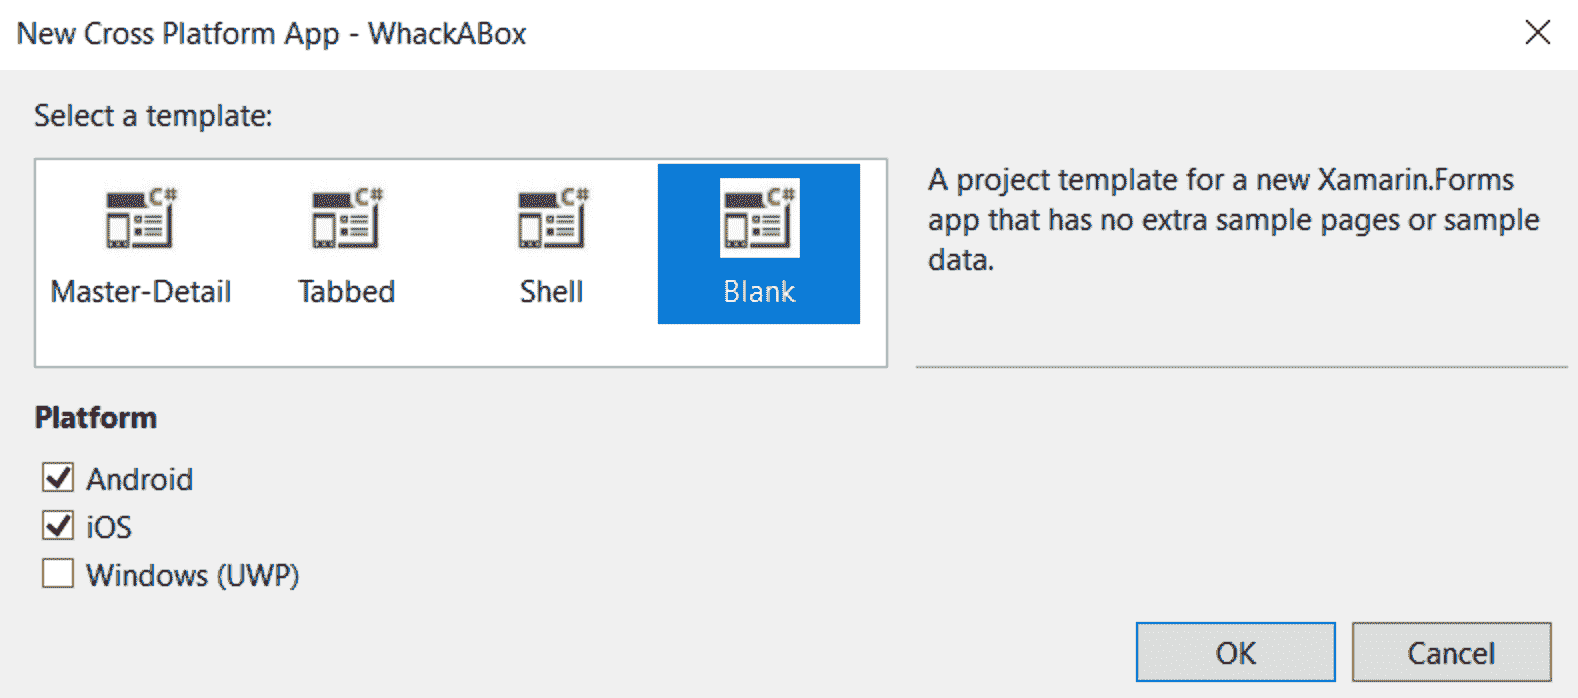 New Cross Platform App - WhackABox
Select a template:
C# C# C# C#
Master-Detail Tabbed Shell Blank
A project template for a new Xamarin.Forms
app that has no extra sample pages or sample
data.
Platform
Android
iOS
Windows (UWP)
OK Cancel